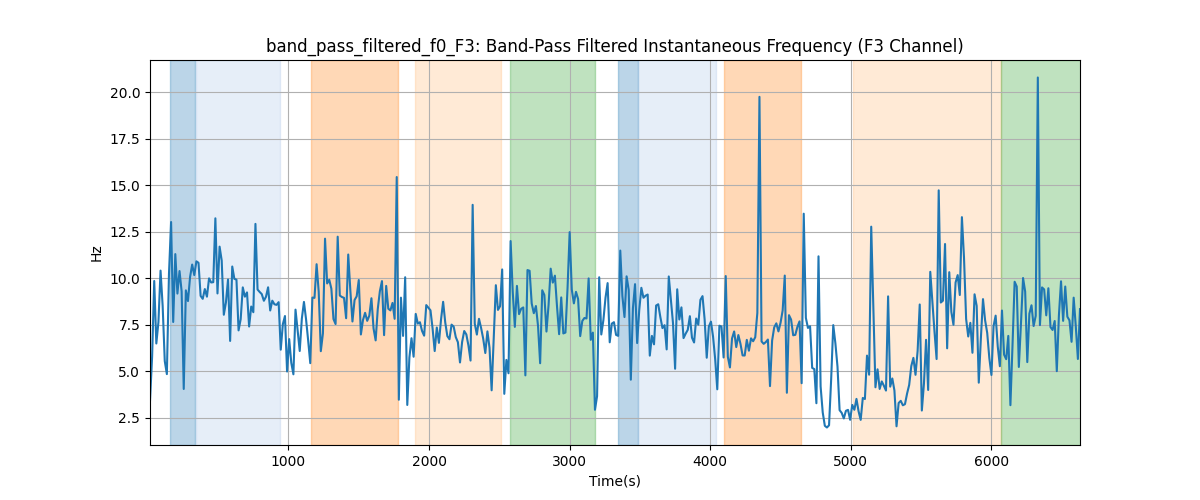 band_pass_filtered_f0_F3: Band-Pass Filtered Instantaneous Frequency (F3 Channel)
20.0
17.5
15.0
12.5
10.0
7.5
5.0
2.5
Hz
1000 2000 3000 4000 5000 6000
Time(s)